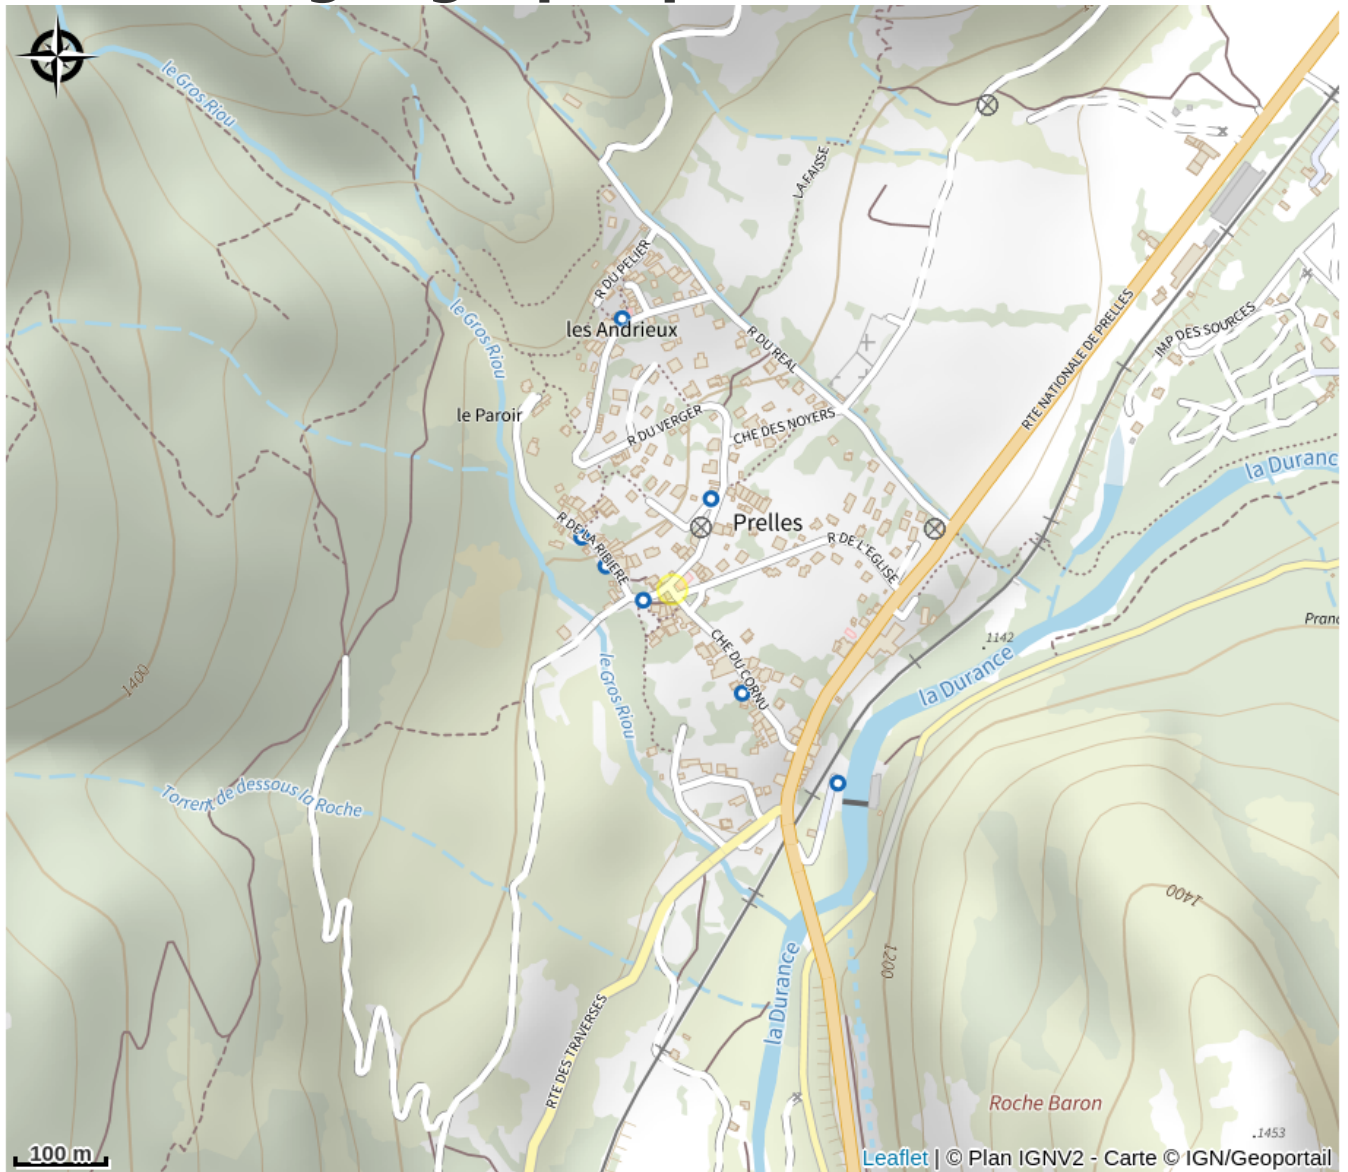 le Gros Riou
LA FAISSE
R DU PELIER
les Andrieux
le Gros Riou
R DU REAL
RTE NATIONALE DE PRELLES
IMP DES SOURCES
le Paroir
R DU VERGER
CHE DES NOYERS
la Duranc
Prelles
R DE LA RIBIERE
R DE L'EGLISE
1142
Pran
la Durance
CHE DU CORNU
le Gros Riou
1400
Torrent de dessous la Roche
1400
1200
la Durance
RTE DES TRAVERSES
Roche Baron
.1453
100 m
Leaflet | © Plan IGNV2 - Carte © IGN/Geoportail